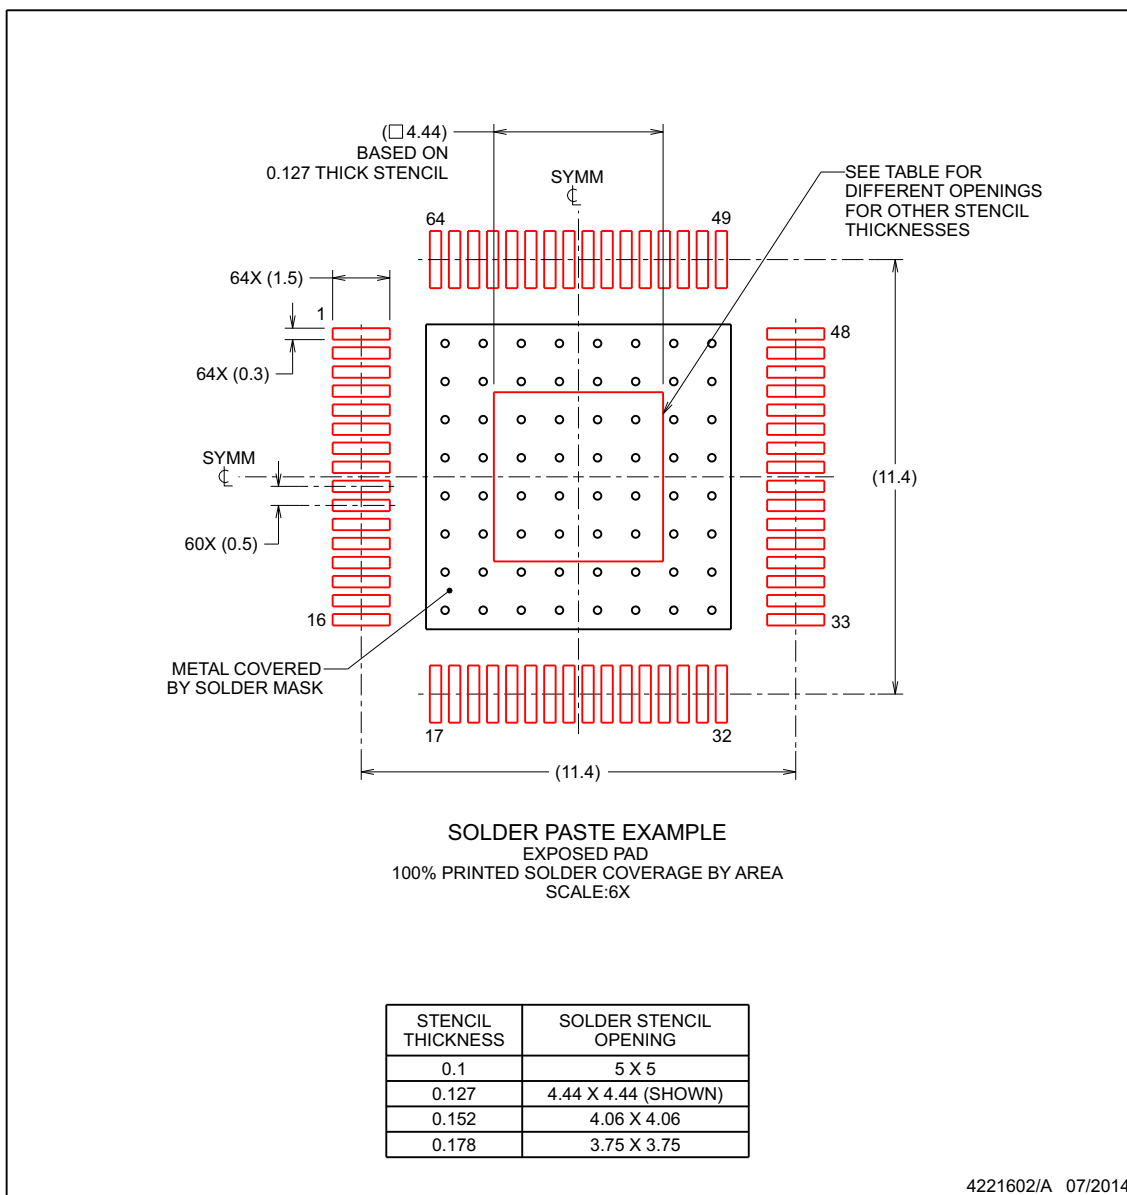 (□4.44)
BASED ON
0.127 THICK STENCIL
SYMM
℄
SEE TABLE FOR
DIFFERENT OPENINGS
FOR OTHER STENCIL
THICKNESSES
64
49
64X (1.5)
1
48
64X (0.3)
SYMM
℄
(11.4)
60X (0.5)
16
33
METAL COVERED
BY SOLDER MASK
17
32
(11.4)
SOLDER PASTE EXAMPLE
EXPOSED PAD
100% PRINTED SOLDER COVERAGE BY AREA
SCALE:6X
STENCIL THICKNESS
SOLDER STENCIL OPENING
0.1 5 X 5
0.127 4.44 X 4.44 (SHOWN)
0.152 4.06 X 4.06
0.178 3.75 X 3.75
4221602/A 07/2014